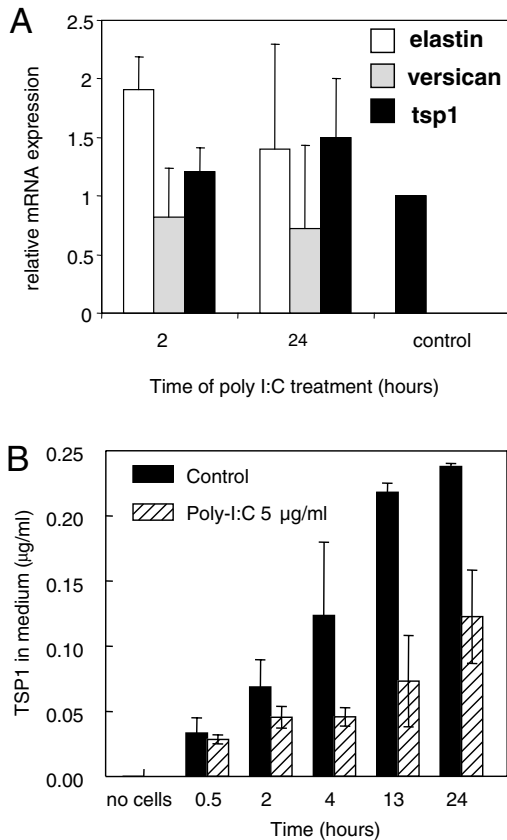 A
elastin
versican
tsp1
relative mRNA expression
2.5
2
1.5
1
0.5
0
2 24 control
Time of poly I:C treatment (hours)
B
Control
Poly-I:C 5 μg/ml
TSP1 in medium (μg/ml)
0.25
0.20
0.15
0.10
0.05
0.00
no cells 0.5 2 4 13 24
Time (hours)